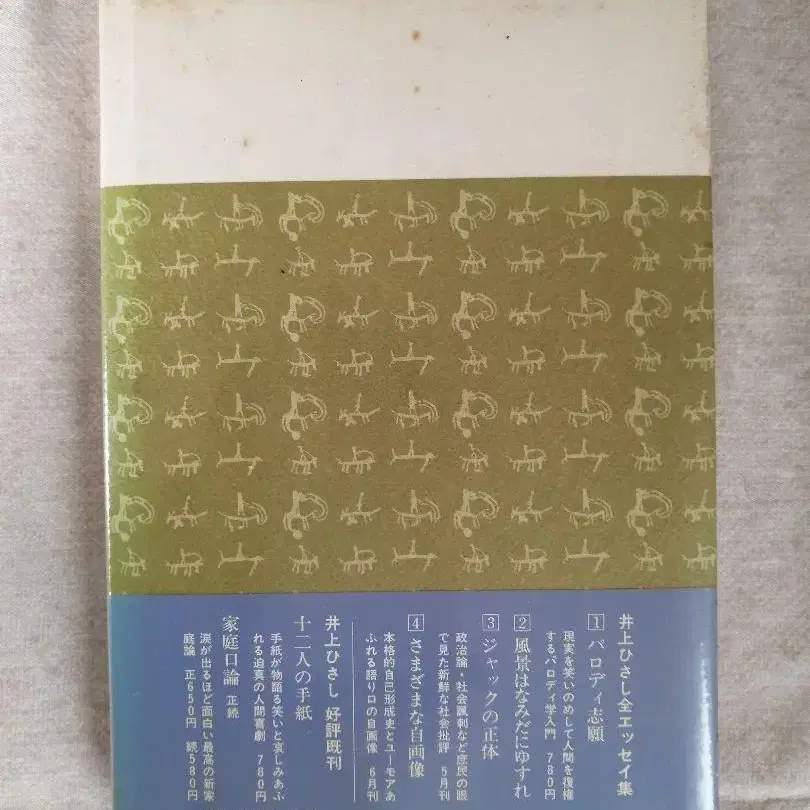 井上ひさし全エッセイ集
1 パロディ志願
現実を笑いのめして人間を復権
するパロディ学入門 780円
2 風景はなみだにゆすれ
3 ジャックの正体
政治論・社会諷刺など庶民の眼
で見た新鮮な社会批評 5月刊
4 さまざまな自画像
本格的自己形成史とユーモアあ
ふれる語り口の自画像 6月刊
井上ひさし 好評既刊
十二人の手紙
手紙が物語る笑いと哀しみあふ
れる迫真の人間喜劇 780円
家庭口論 正続
涙が出るほど面白い最高の新家
庭論 正650円 続580円